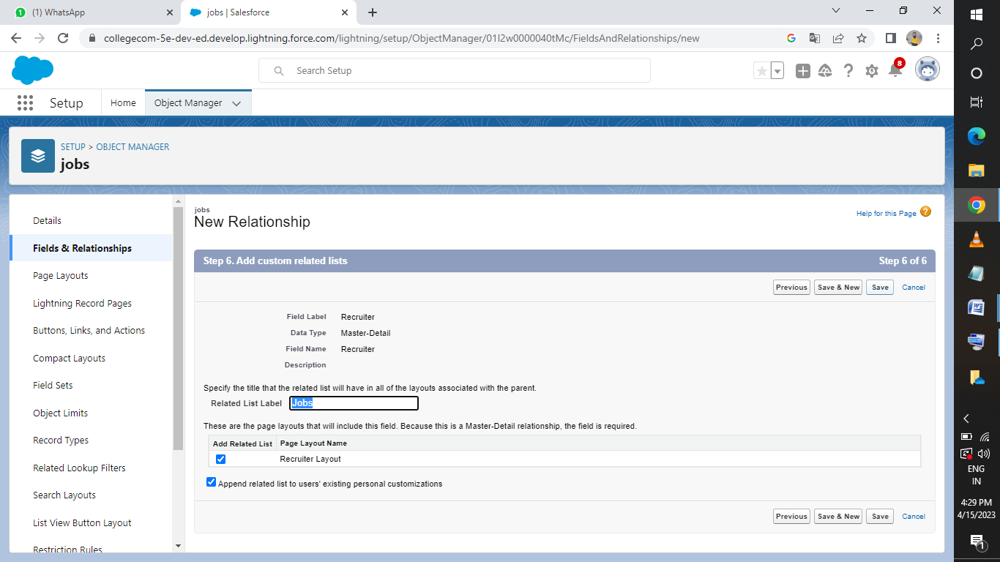 (1) WhatsApp
jobs | Salesforce
collegecom-5e-dev-ed.develop.lightning.force.com/lightning/setup/ObjectManager/01I2w0000040tMc/FieldsAndRelationships/new
Search Setup
8
Setup
Home
Object Manager
SETUP > OBJECT MANAGER
jobs
Details
Fields & Relationships
Page Layouts
Lightning Record Pages
Buttons, Links, and Actions
Compact Layouts
Field Sets
Object Limits
Record Types
Related Lookup Filters
Search Layouts
List View Button Layout
Restriction Rules
jobs
New Relationship
Help for this Page
Step 6. Add custom related lists
Step 6 of 6
Previous
Save & New
Save
Cancel
Field Label Recruiter
Data Type Master-Detail
Field Name Recruiter
Description
Specify the title that the related list will have in all of the layouts associated with the parent.
Related List Label Jobs
These are the page layouts that will include this field. Because this is a Master-Detail relationship, the field is required.
Add Related List Page Layout Name
Recruiter Layout
Append related list to users' existing personal customizations
Previous
Save & New
Save
Cancel
ENG
IN
4:29 PM
4/15/2023
1